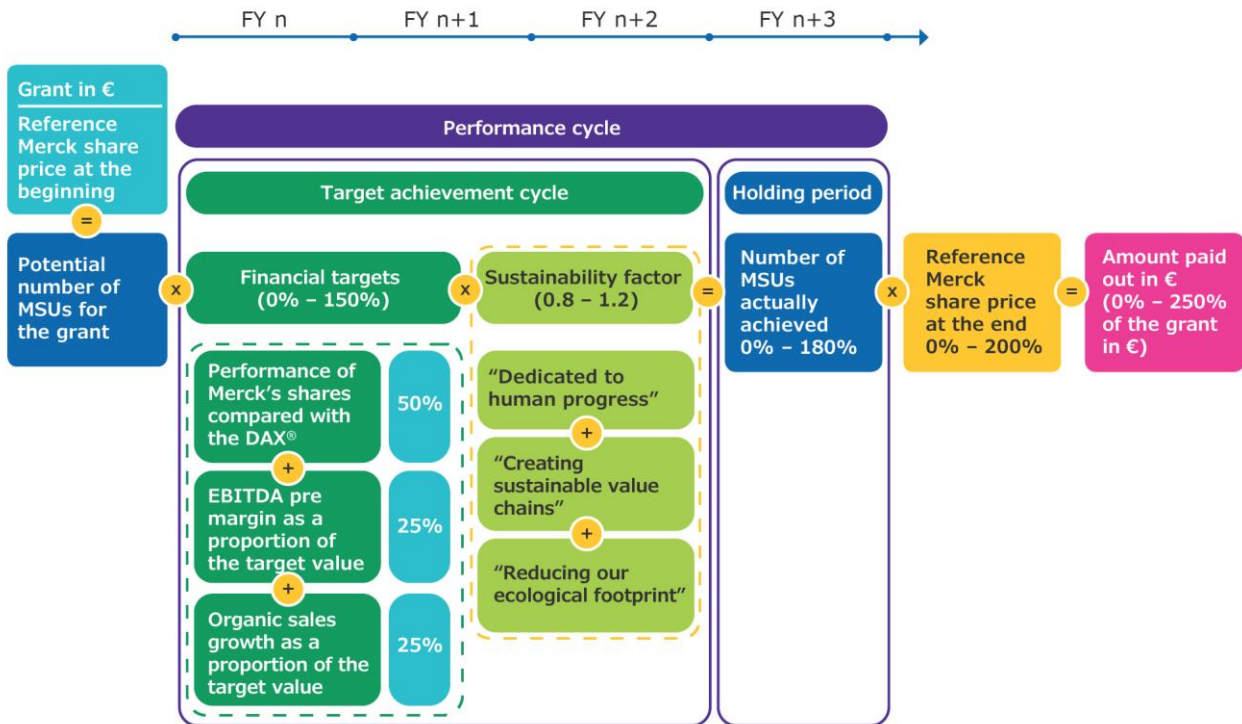 FY n
FY n+1
FY n+2
FY n+3
Grant in €
Reference
Merck share
price at the
beginning
=
Potential
number of
MSUs for
the grant
Performance cycle
Target achievement cycle
Holding period
x
Financial targets
(0% – 150%)
x
Sustainability factor
(0.8 – 1.2)
=
Number of
MSUs
actually
achieved
0% – 180%
x
Reference
Merck
share price
at the end
0% – 200%
=
Amount paid
out in €
(0% – 250%
of the grant
in €)
Performance of
Merck’s shares
compared with
the DAX®
50%
+
EBITDA pre
margin as a
proportion of
the target value
25%
+
Organic sales
growth as a
proportion of the
target value
25%
“Dedicated to
human progress”
+
“Creating
sustainable value
chains”
+
“Reducing our
ecological footprint”